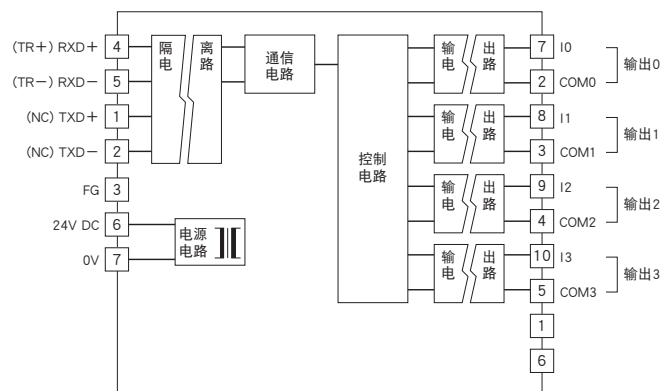 (TR+) RXD+ 4
(TR-) RXD- 5
(NC) TXD+ 1
(NC) TXD- 2
FG 3
24V DC 6
0V 7
隔 离
电 路
通信
电路
电源
电路
控制
电路
输 出
电 路
7 I0
2 COM0
输出0
输 出
电 路
8 I1
3 COM1
输出1
输 出
电 路
9 I2
4 COM2
输出2
输 出
电 路
10 I3
5 COM3
输出3
1
6